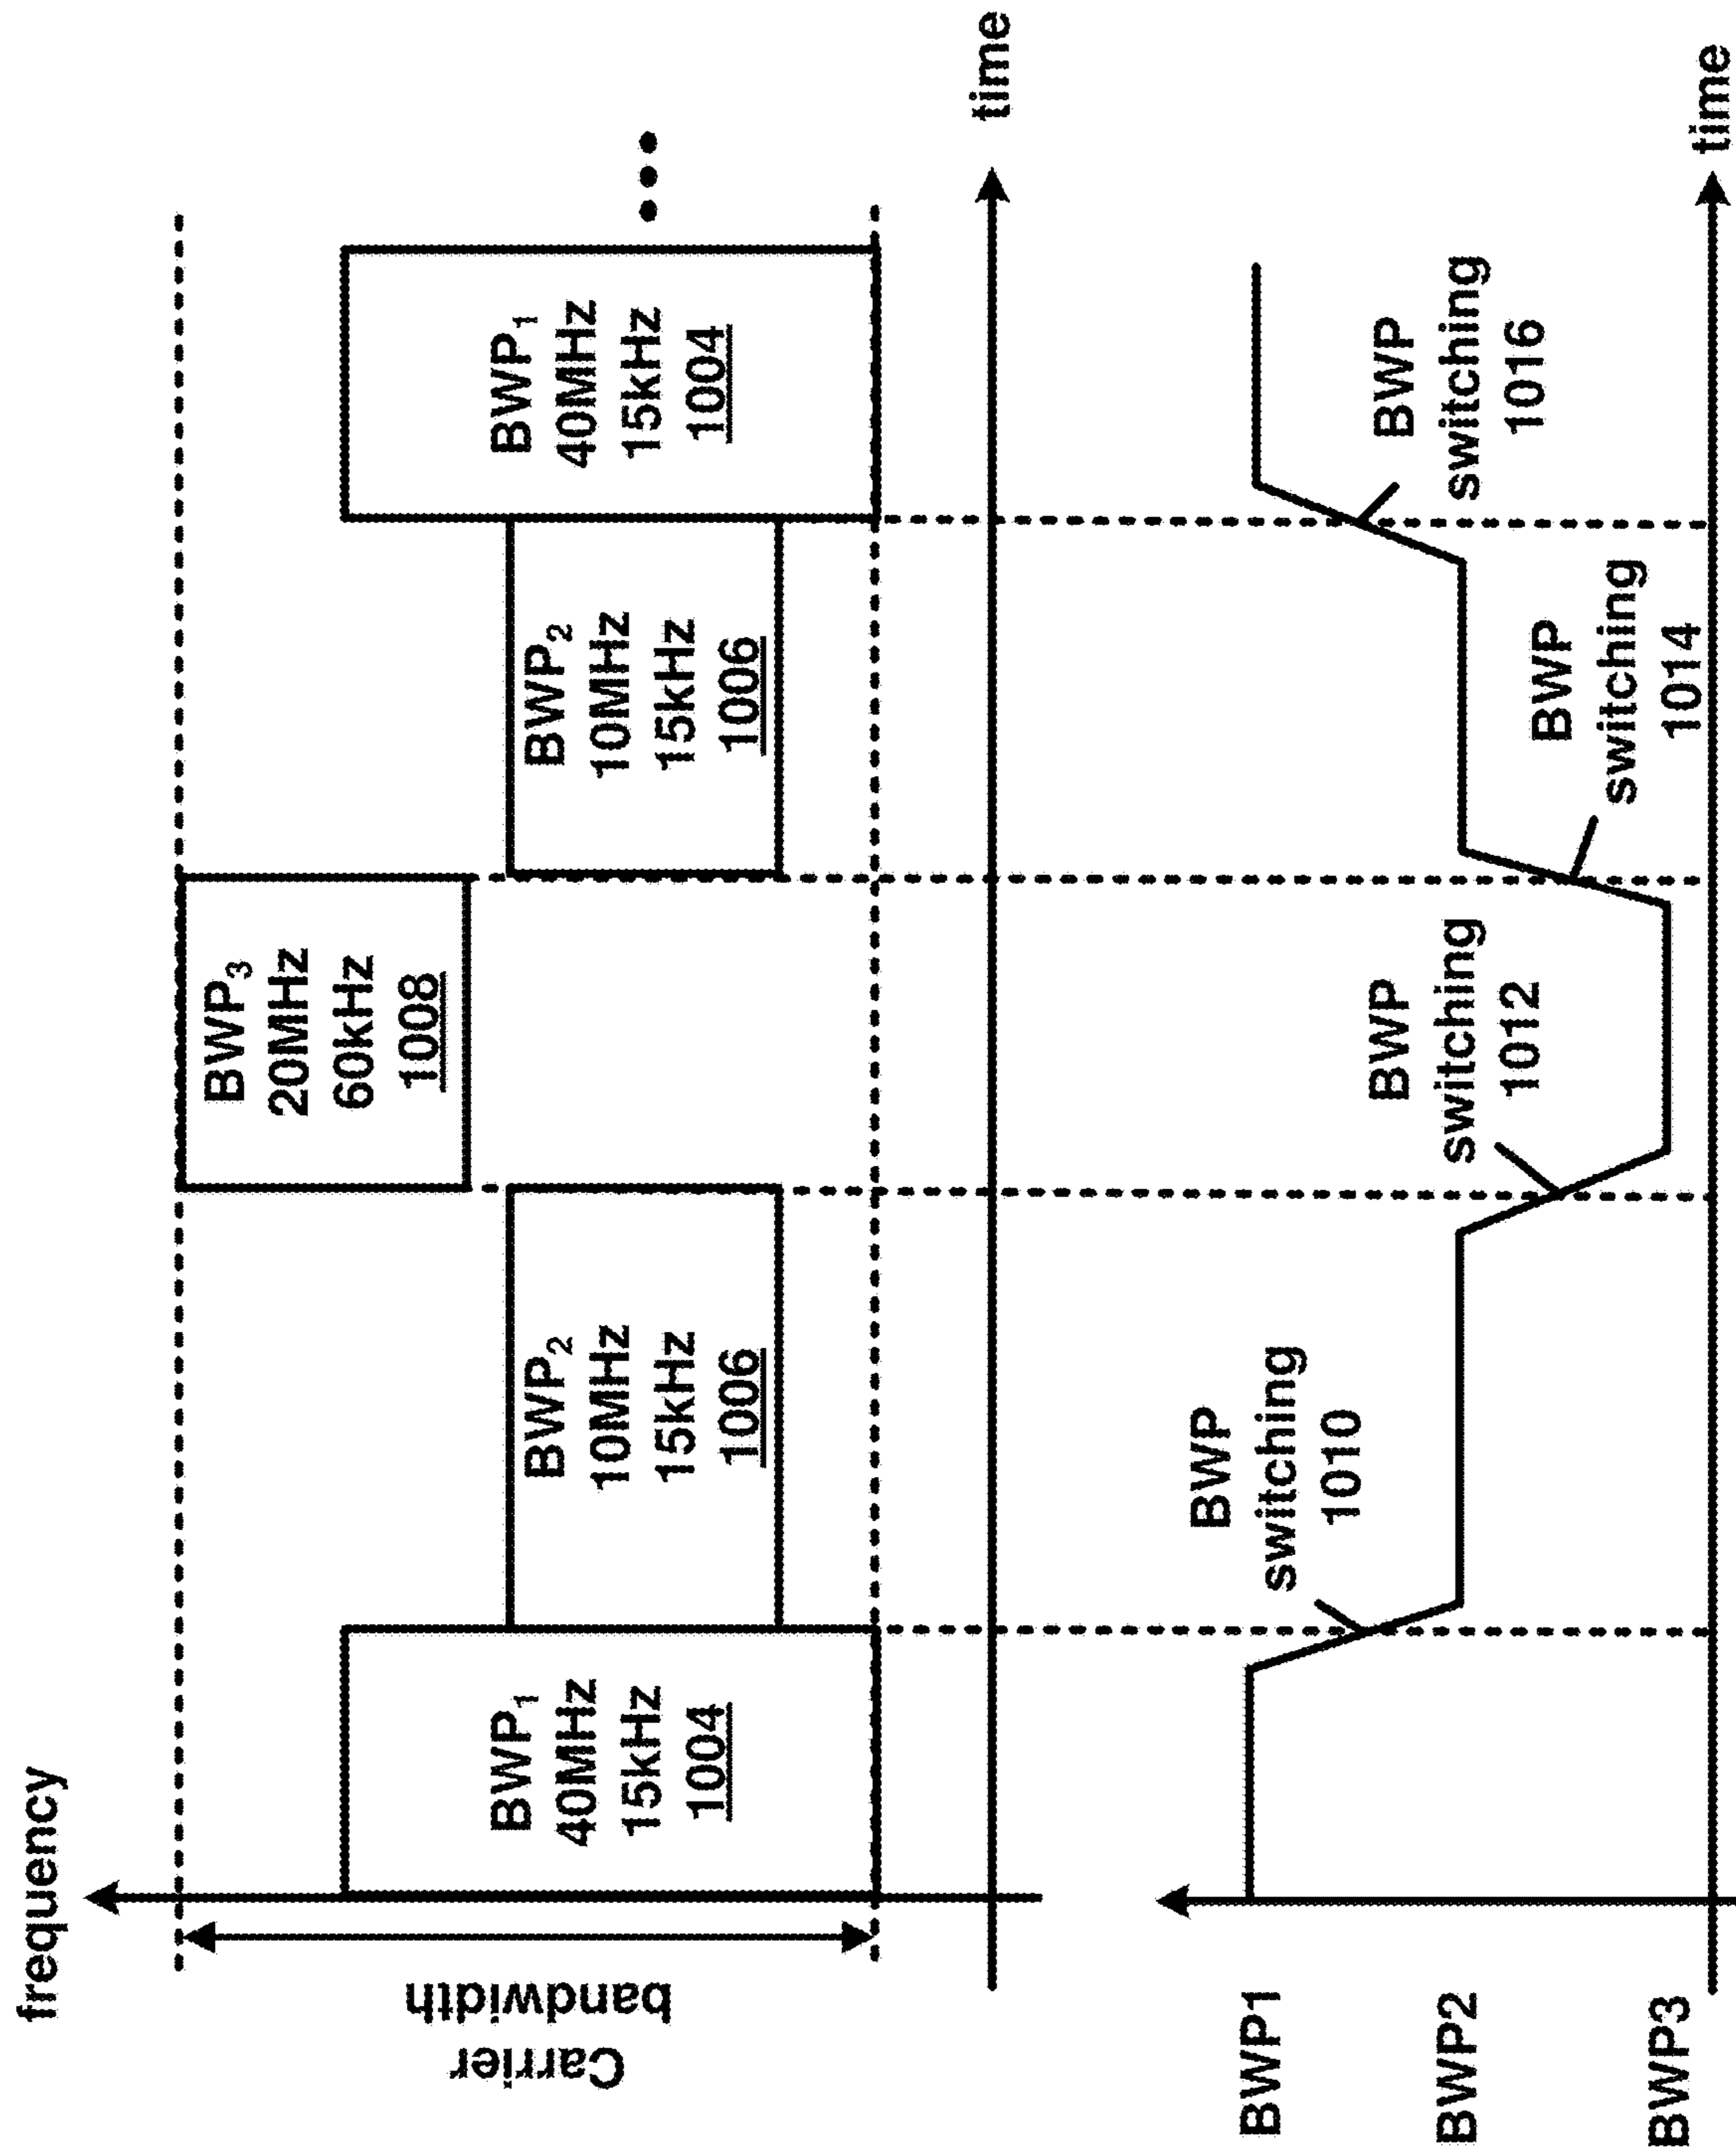 frequency
Carrier
bandwidth
BWP1
40MHz
15kHz
1004
BWP2
10MHz
15kHz
1006
BWP3
20MHz
60kHz
1008
BWP2
10MHz
15kHz
1006
BWP1
40MHz
15kHz
1004
time
BWP1
BWP2
BWP3
BWP
switching
1010
BWP
switching
1012
BWP
switching
1014
BWP
switching
1016
time